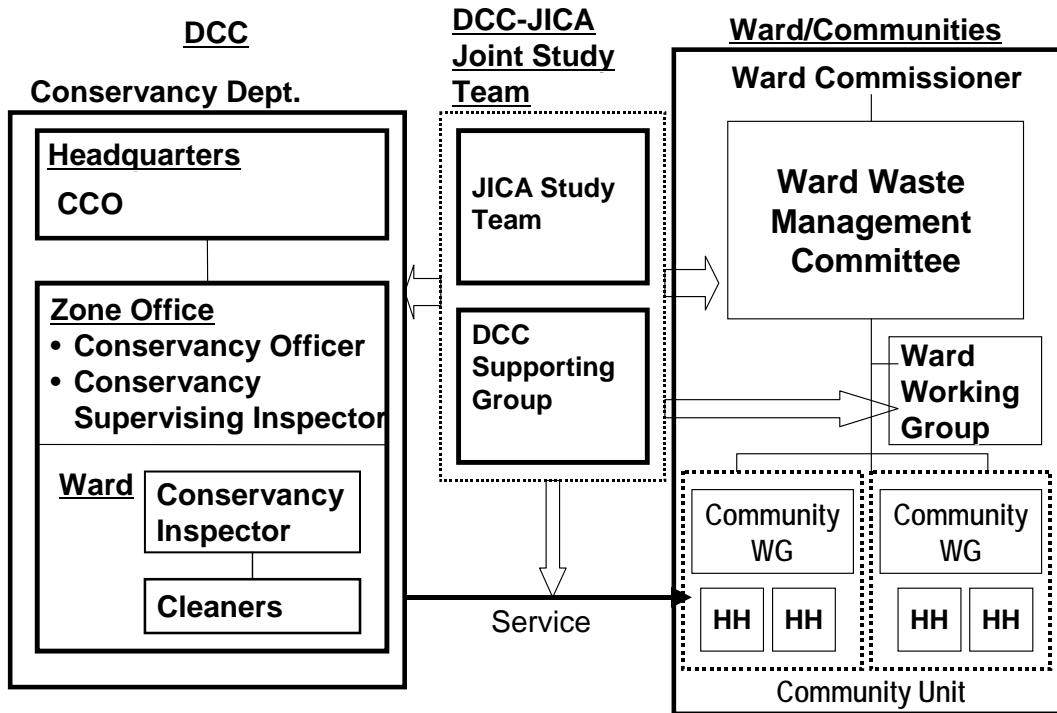 DCC
Conservancy Dept.
Headquarters
CCO
Zone Office
• Conservancy Officer
• Conservancy
Supervising Inspector
Ward
Conservancy
Inspector
Cleaners
DCC-JICA
Joint Study
Team
JICA Study
Team
DCC
Supporting
Group
Service
Ward/Communities
Ward Commissioner
Ward Waste
Management
Committee
Ward
Working
Group
Community
WG
HH HH
Community
WG
HH HH
Community Unit